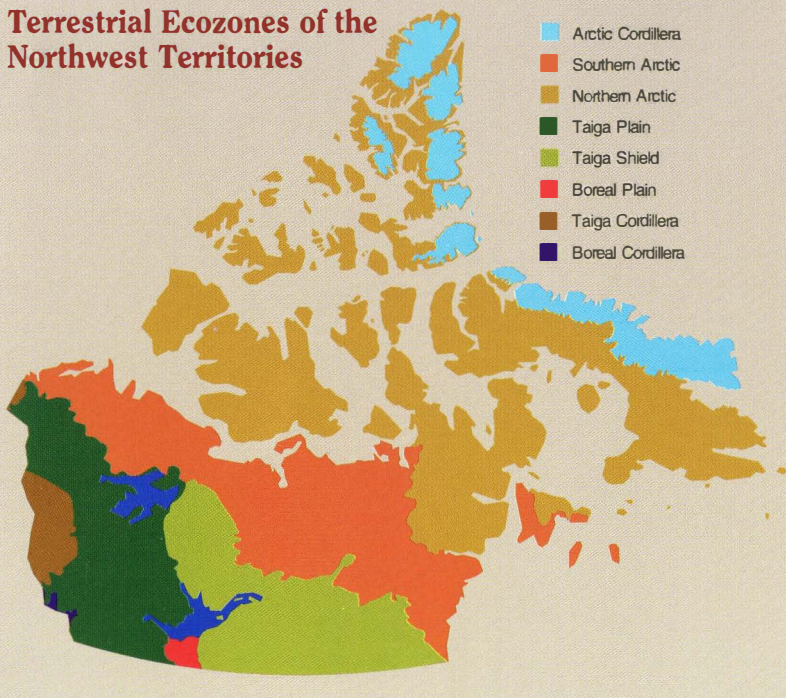 Terrestrial Ecozones of the
Northwest Territories
Arctic Cordillera
Southern Arctic
Northern Arctic
Taiga Plain
Taiga Shield
Boreal Plain
Taiga Cordillera
Boreal Cordillera